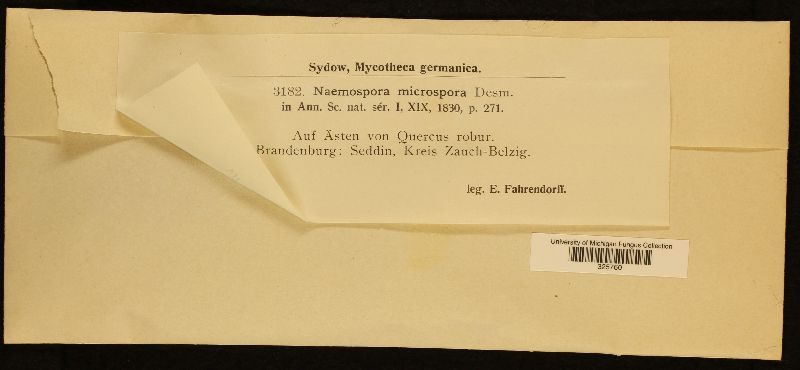 Sydow, Mycotheca germanica.
3182. Naemospora microspora Desm.
in Ann. Sc. nat. sér. I, XIX, 1830, p. 271.
Auf Ästen von Quercus robur.
Brandenburg: Seddin, Kreis Zauch-Belzig.
leg. E. Fahrendorff.
University of Michigan Fungus Collection
325760